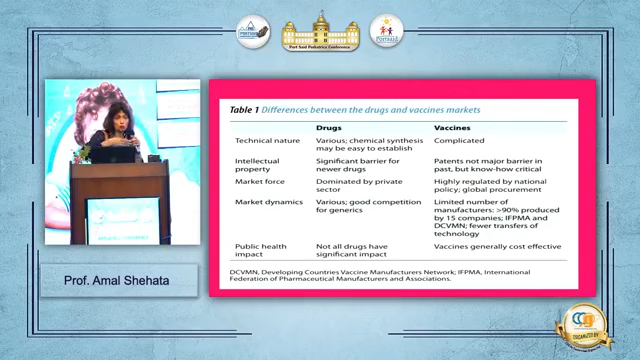 Port Said Pediatrics Conference
Table 1 Differences between the drugs and vaccines markets
Drugs Vaccines
Technical nature Various; chemical synthesis may be easy to establish Complicated
Intellectual property Significant barrier for newer drugs Patents not major barrier in past, but know-how critical
Market force Dominated by private sector Highly regulated by national policy; global procurement
Market dynamics Various; good competition for generics Limited number of manufacturers: >90% produced by 15 companies; IFPMA and DCVMN; fewer transfers of technology
Public health impact Not all drugs have significant impact Vaccines generally cost effective
DCVMN, Developing Countries Vaccine Manufacturers Network; IFPMA, International
Federation of Pharmaceutical Manufacturers and Associations.
Prof. Amal Shehata
ORGANIZED BY